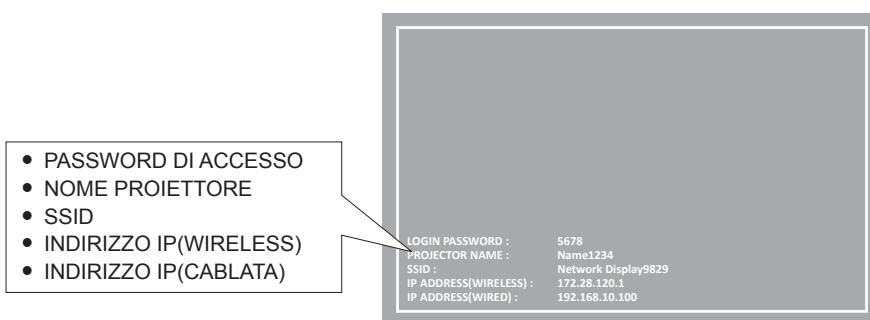 • PASSWORD DI ACCESSO
• NOME PROIETTORE
• SSID
• INDIRIZZO IP(WIRELESS)
• INDIRIZZO IP(CABLATA)
LOGIN PASSWORD : 5678
PROJECTOR NAME : Name1234
SSID : Network Display9829
IP ADDRESS(WIRELESS) : 172.28.120.1
IP ADDRESS(WIRED) : 192.168.10.100